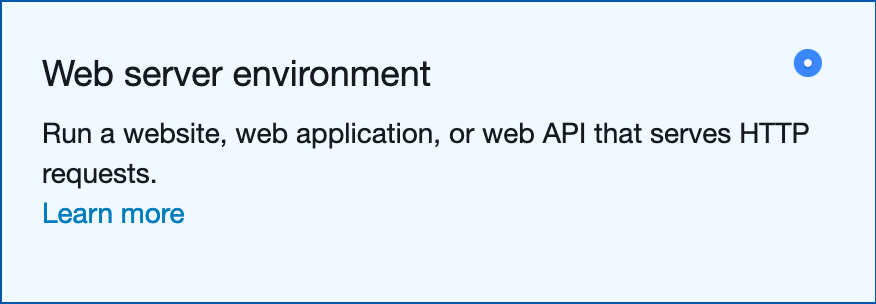 Web server environment
Run a website, web application, or web API that serves HTTP
requests.
Learn more